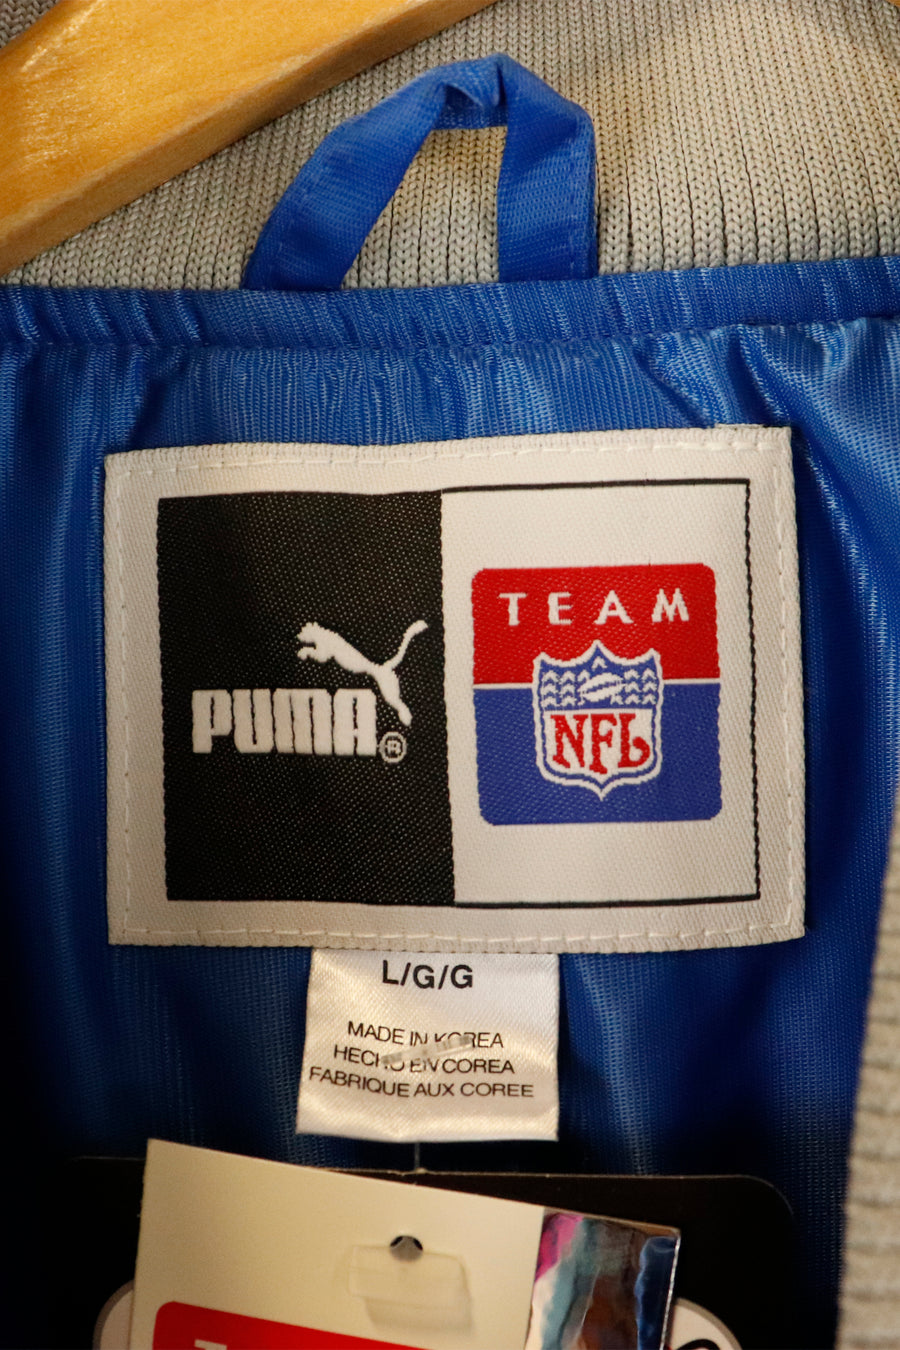 PUMA®
TEAM
NFL
L/G/G
MADE IN KOREA
HECHO EN COREA
FABRIQUE AUX COREE